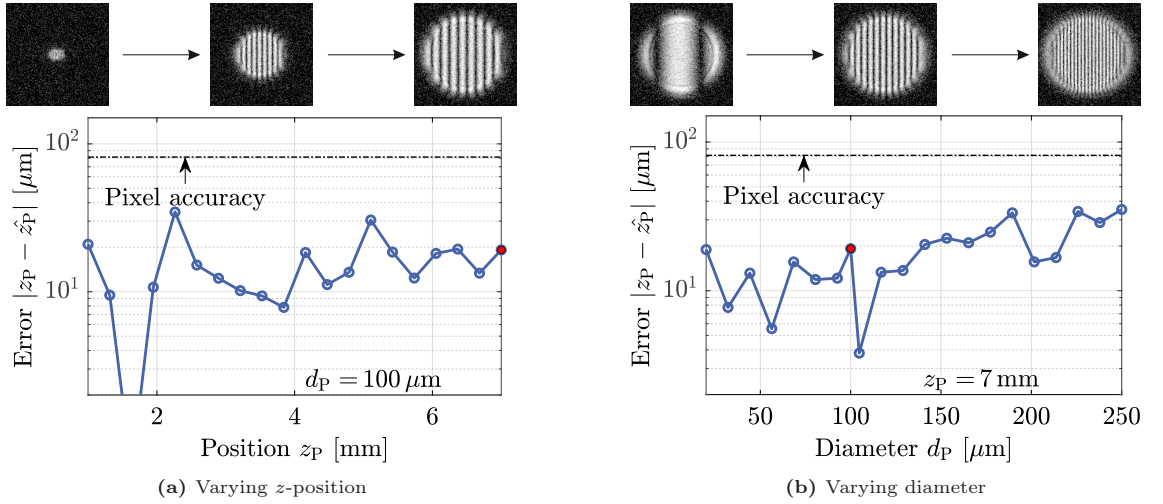 10²
10¹
Error |z_P − ẑ_P| [µm]
Pixel accuracy
d_P = 100 µm
2 4 6
Position z_P [mm]
(a) Varying z-position
10²
10¹
Error |z_P − ẑ_P| [µm]
Pixel accuracy
z_P = 7 mm
50 100 150 200 250
Diameter d_P [µm]
(b) Varying diameter